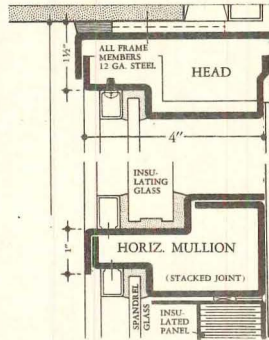 1½"
ALL FRAME
MEMBERS
12 GA. STEEL
HEAD
4"
INSU-
LATING
GLASS
1"
HORIZ. MULLION
(STACKED JOINT)
SPANDREL
GLASS
INSU-
LATED
PANEL